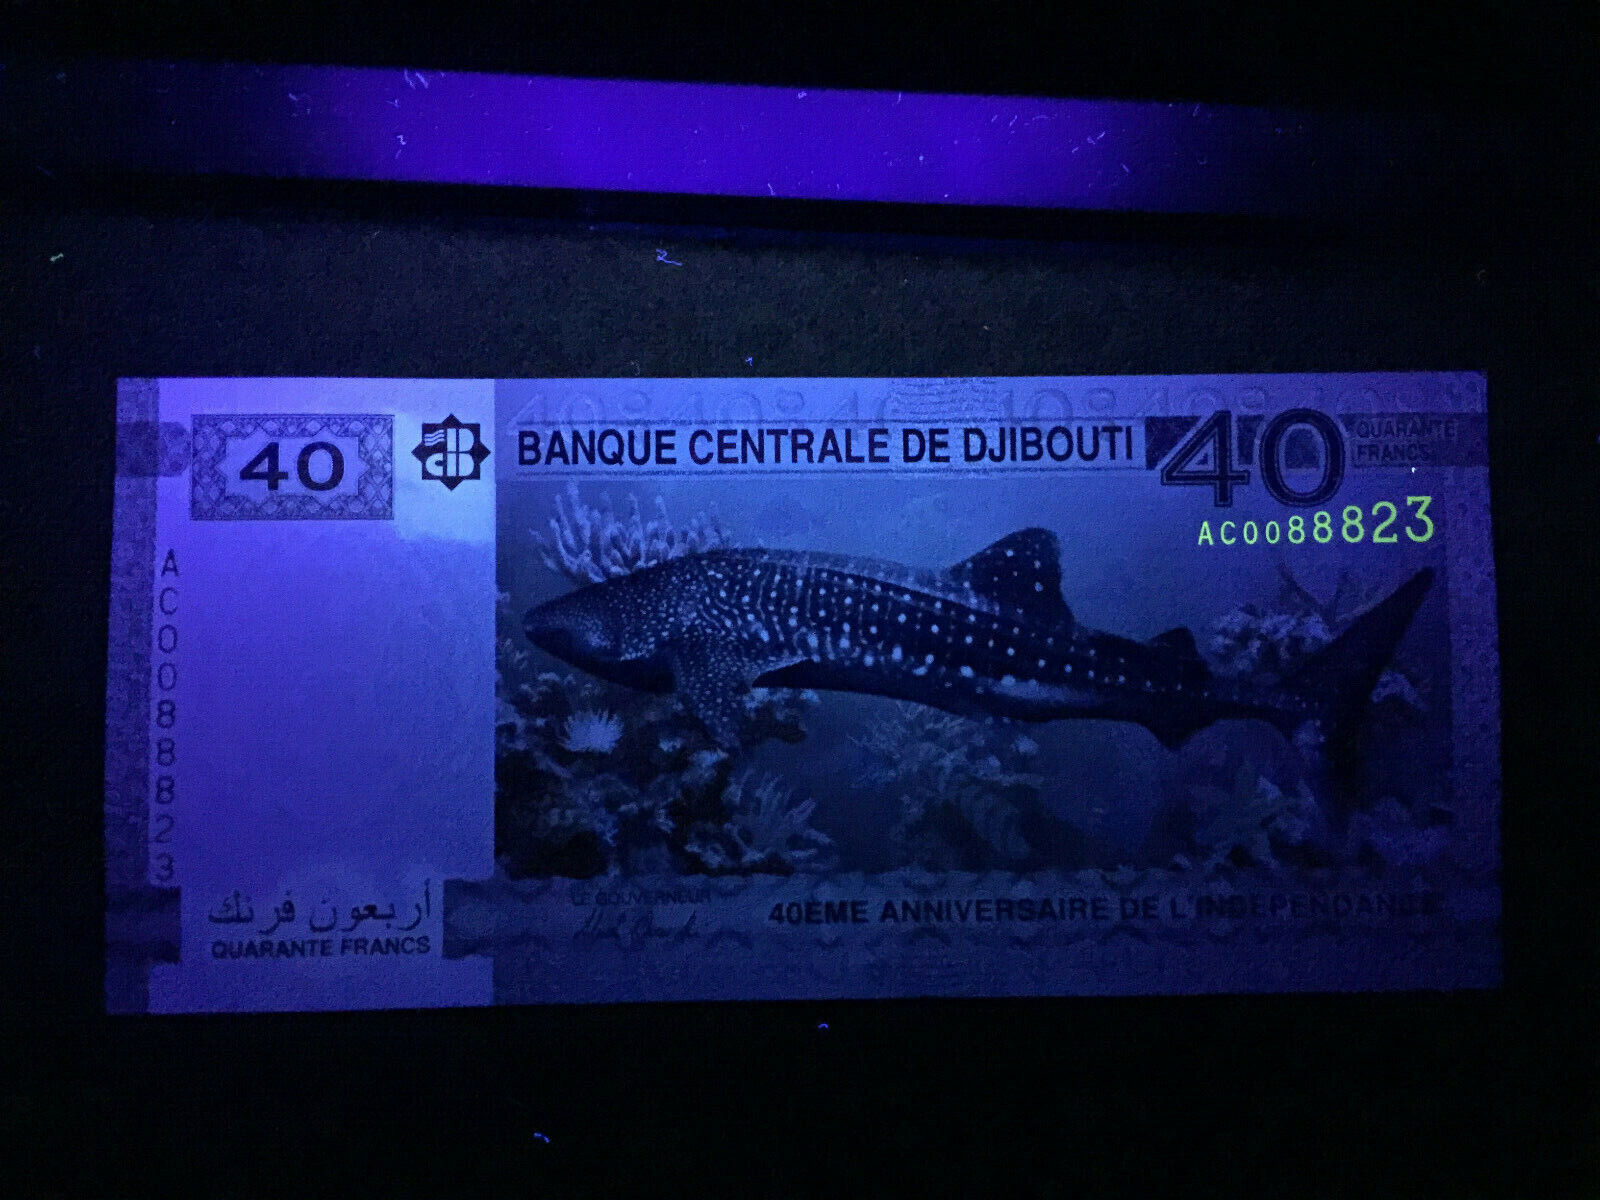 40
BANQUE CENTRALE DE DJIBOUTI
40
QUARANTE
FRANCS
AC0088823
AC0088823
أربعون فرنك
QUARANTE FRANCS
LE GOUVERNEUR
40EME ANNIVERSAIRE DE L'INDEPENDANCE